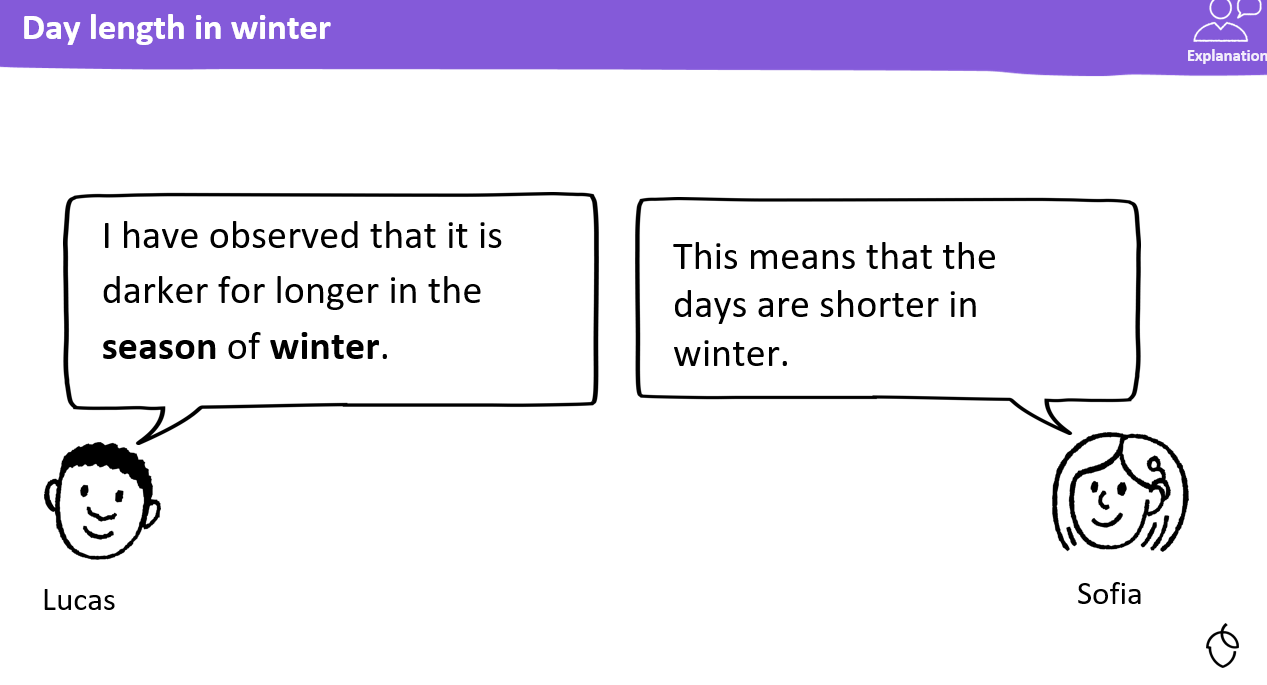 Day length in winter
Explanation
I have observed that it is
darker for longer in the
season of winter.
This means that the
days are shorter in
winter.
Lucas
Sofia